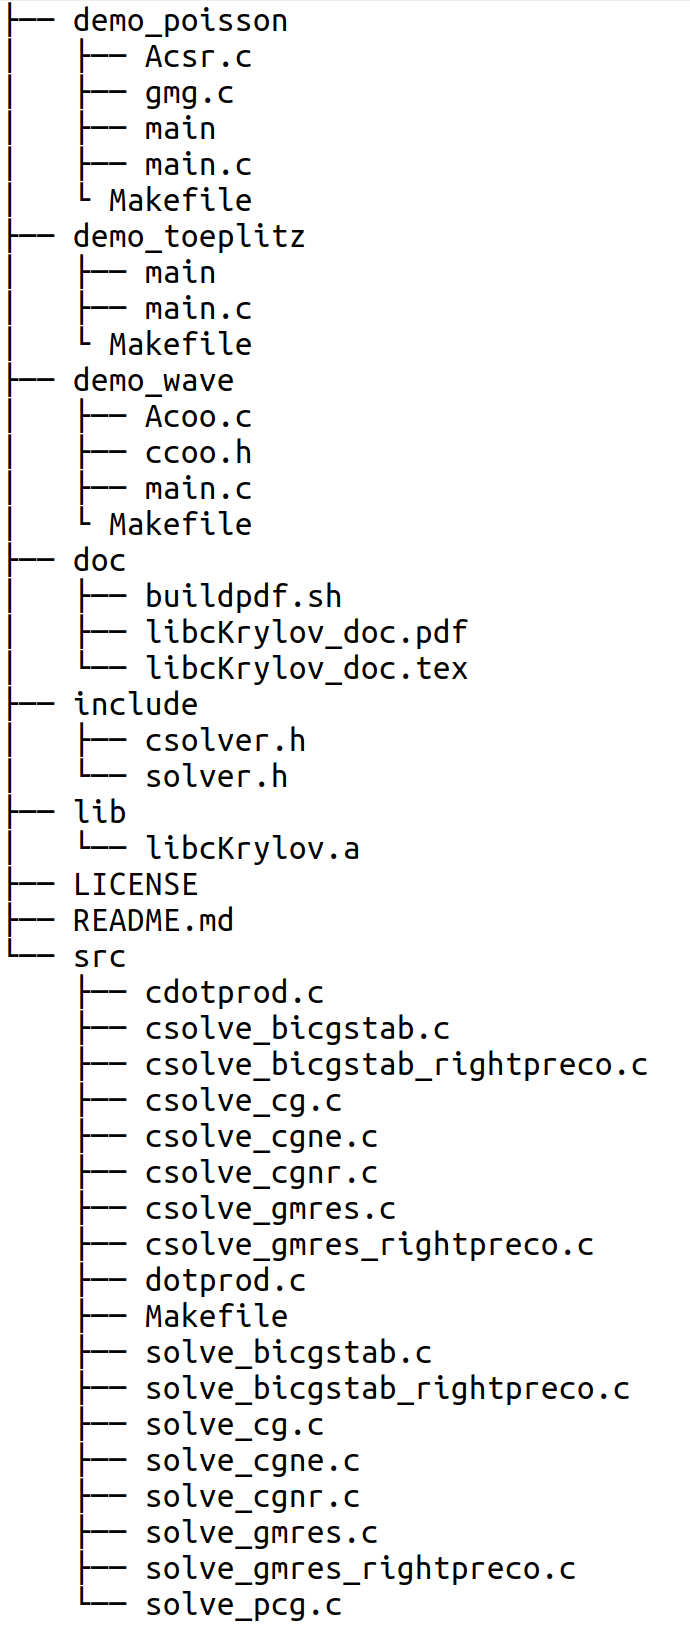 ├── demo_poisson
│   ├── Acsr.c
│   ├── gmg.c
│   ├── main
│   ├── main.c
│   └ Makefile
├── demo_toeplitz
│   ├── main
│   ├── main.c
│   └ Makefile
├── demo_wave
│   ├── Acoo.c
│   ├── ccoo.h
│   ├── main.c
│   └ Makefile
├── doc
│   ├── buildpdf.sh
│   ├── libcKrylov_doc.pdf
│   └── libcKrylov_doc.tex
├── include
│   ├── csolver.h
│   └── solver.h
├── lib
│   └── libcKrylov.a
├── LICENSE
├── README.md
└── src
    ├── cdotprod.c
    ├── csolve_bicgstab.c
    ├── csolve_bicgstab_rightpreco.c
    ├── csolve_cg.c
    ├── csolve_cgne.c
    ├── csolve_cgnr.c
    ├── csolve_gmres.c
    ├── csolve_gmres_rightpreco.c
    ├── dotprod.c
    ├── Makefile
    ├── solve_bicgstab.c
    ├── solve_bicgstab_rightpreco.c
    ├── solve_cg.c
    ├── solve_cgne.c
    ├── solve_cgnr.c
    ├── solve_gmres.c
    ├── solve_gmres_rightpreco.c
    └── solve_pcg.c